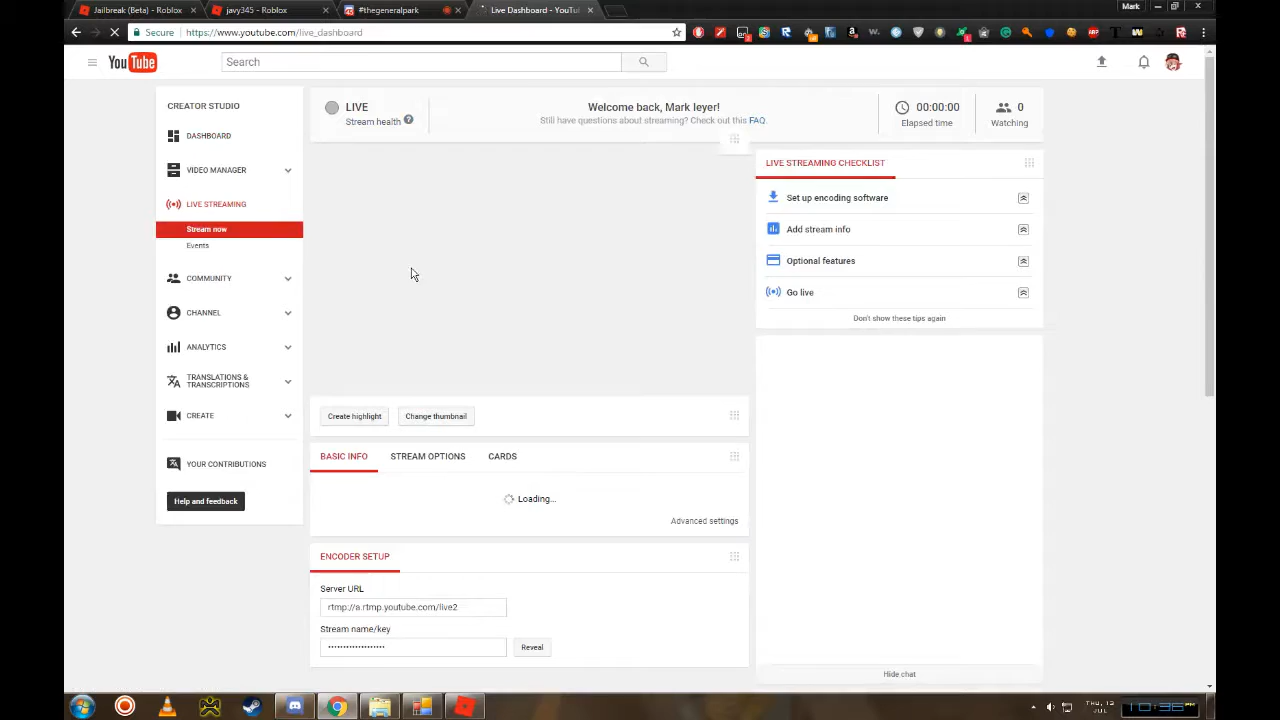 Jailbreak (Beta) - Roblox
javy345 - Roblox
#thegeneralpark
Live Dashboard - YouTu
Mark
Secure
https://www.youtube.com/live_dashboard
YouTube
Search
CREATOR STUDIO
DASHBOARD
VIDEO MANAGER
LIVE STREAMING
Stream now
Events
COMMUNITY
CHANNEL
ANALYTICS
TRANSLATIONS &
TRANSCRIPTIONS
CREATE
YOUR CONTRIBUTIONS
Help and feedback
LIVE
Stream health ?
Welcome back, Mark leyer!
Still have questions about streaming? Check out this FAQ.
00:00:00
Elapsed time
0
Watching
Create highlight
Change thumbnail
BASIC INFO
STREAM OPTIONS
CARDS
Loading...
Advanced settings
ENCODER SETUP
Server URL
rtmp://a.rtmp.youtube.com/live2
Stream name/key
Reveal
LIVE STREAMING CHECKLIST
Set up encoding software
Add stream info
Optional features
Go live
Don't show these tips again
Hide chat